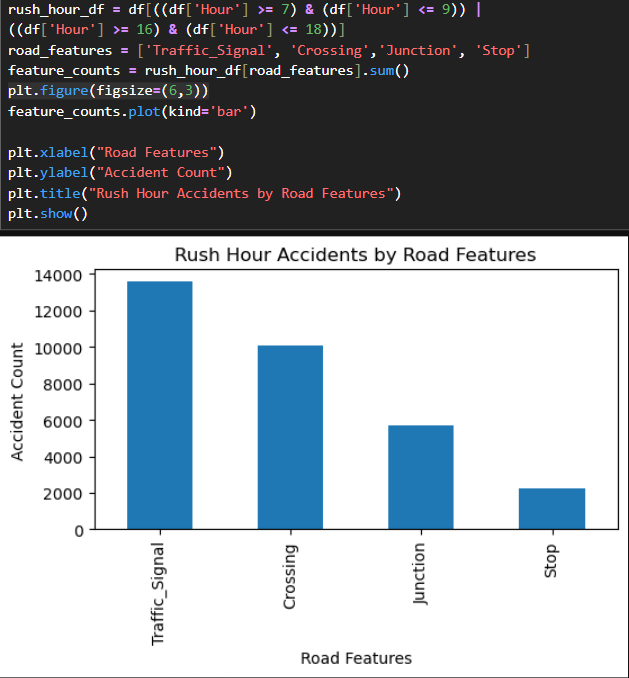 rush_hour_df = df[((df['Hour'] >= 7) & (df['Hour'] <= 9)) |
((df['Hour'] >= 16) & (df['Hour'] <= 18))]
road_features = ['Traffic_Signal', 'Crossing','Junction', 'Stop']
feature_counts = rush_hour_df[road_features].sum()
plt.figure(figsize=(6,3))
feature_counts.plot(kind='bar')
plt.xlabel("Road Features")
plt.ylabel("Accident Count")
plt.title("Rush Hour Accidents by Road Features")
plt.show()
Rush Hour Accidents by Road Features
Accident Count
14000
12000
10000
8000
6000
4000
2000
0
Traffic_Signal
Crossing
Junction
Stop
Road Features